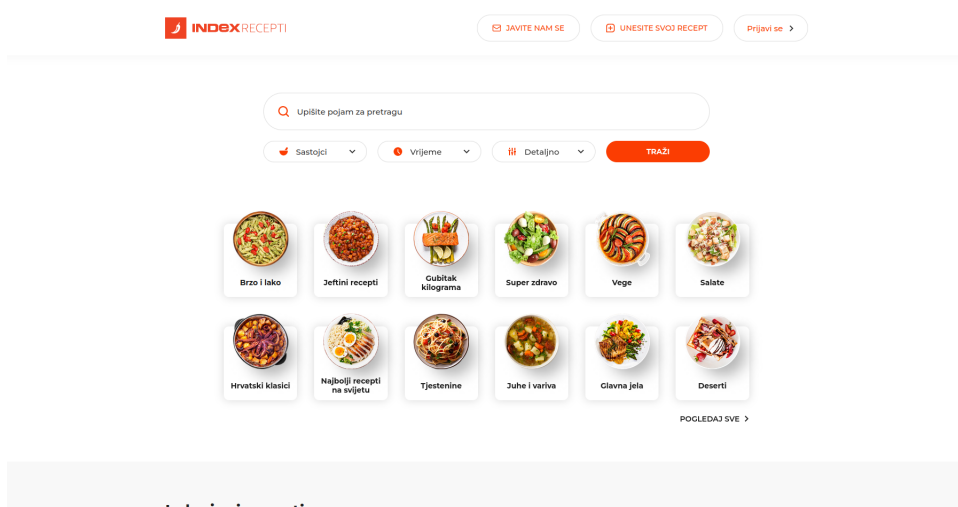 INDEX RECEPTI
JAVITE NAM SE
UNESITE SVOJ RECEPT
Prijavi se
Upišite pojam za pretragu
Sastojci
Vrijeme
Detaljno
TRAŽI
Brzo i lako
Jeftini recepti
Gubitak
kilograma
Super zdravo
Vege
Salate
Hrvatski klasici
Najbolji recepti
na svijetu
Tjestenine
Juhe i variva
Glavna jela
Deserti
POGLEDAJ SVE